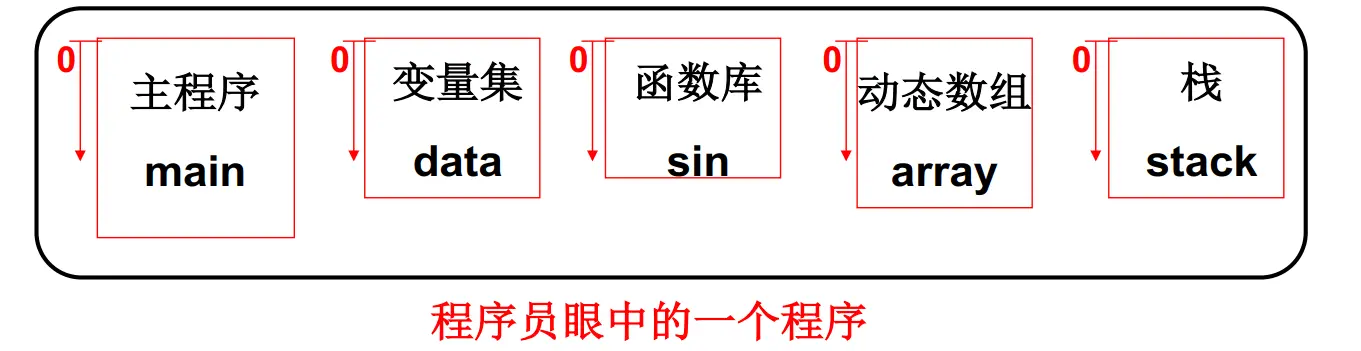 0 0 0 0 0
主程序 变量集 函数库 动态数组 栈
main data sin array stack
程序员眼中的一个程序